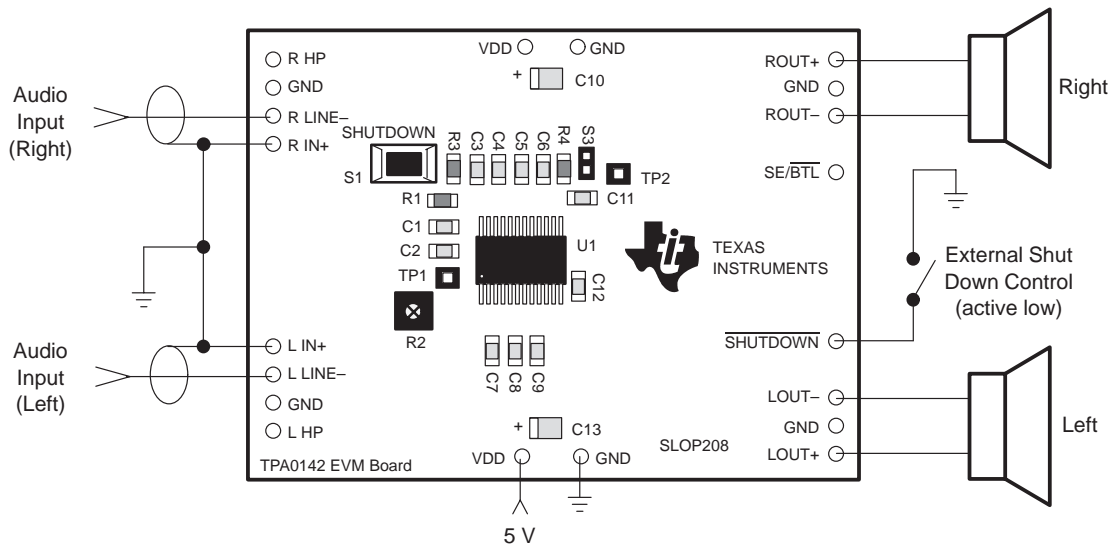 VDD
GND
R HP
GND
R LINE–
R IN+
Audio
Input
(Right)
+
C10
SHUTDOWN
S1
R3
C3
C4
C5
C6
R4
S3
TP2
C11
R1
C1
C2
TP1
R2
U1
C12
TEXAS
INSTRUMENTS
ROUT+
GND
ROUT–
SE/BTL
Right
External Shut
Down Control
(active low)
SHUTDOWN
Audio
Input
(Left)
L IN+
L LINE–
GND
L HP
C7
C8
C9
+
C13
LOUT–
GND
LOUT+
Left
SLOP208
TPA0142 EVM Board
VDD
GND
5 V